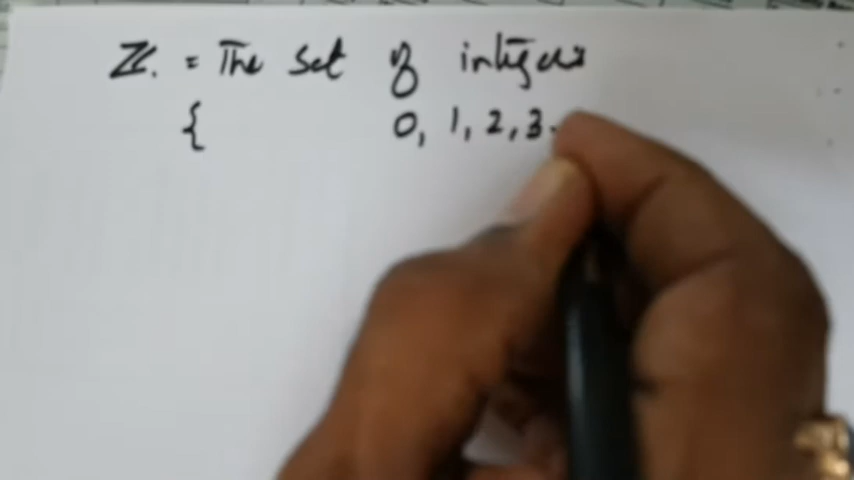 ℤ. = The set of integers
{ 0, 1, 2, 3.